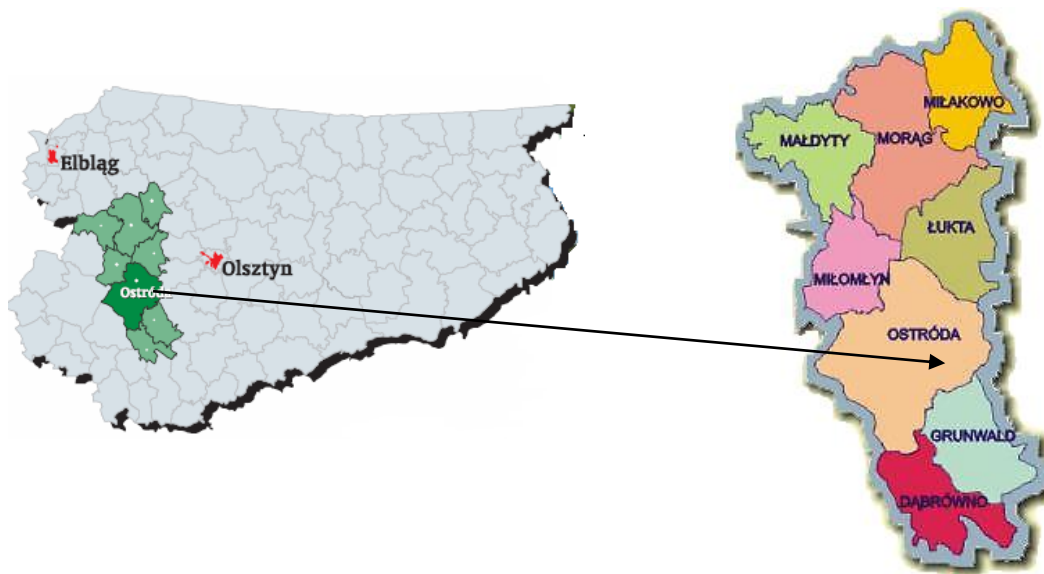 Elbląg
Olsztyn
Ostróda
MIŁAKOWO
MAŁDYTY
MORĄG
ŁUKTA
MIŁOMŁYN
OSTRÓDA
GRUNWALD
DĄBRÓWNO